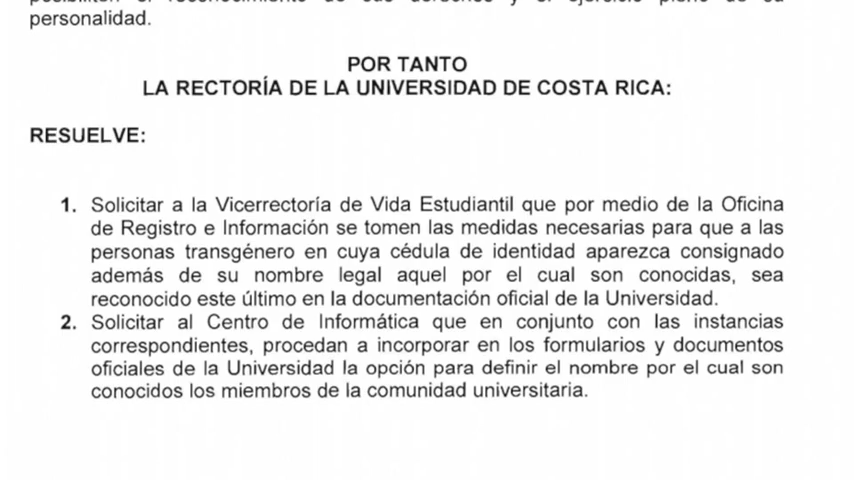 personalidad.
POR TANTO
LA RECTORÍA DE LA UNIVERSIDAD DE COSTA RICA:
RESUELVE:
1. Solicitar a la Vicerrectoría de Vida Estudiantil que por medio de la Oficina
de Registro e Información se tomen las medidas necesarias para que a las
personas transgénero en cuya cédula de identidad aparezca consignado
además de su nombre legal aquel por el cual son conocidas, sea
reconocido este último en la documentación oficial de la Universidad.
2. Solicitar al Centro de Informática que en conjunto con las instancias
correspondientes, procedan a incorporar en los formularios y documentos
oficiales de la Universidad la opción para definir el nombre por el cual son
conocidos los miembros de la comunidad universitaria.